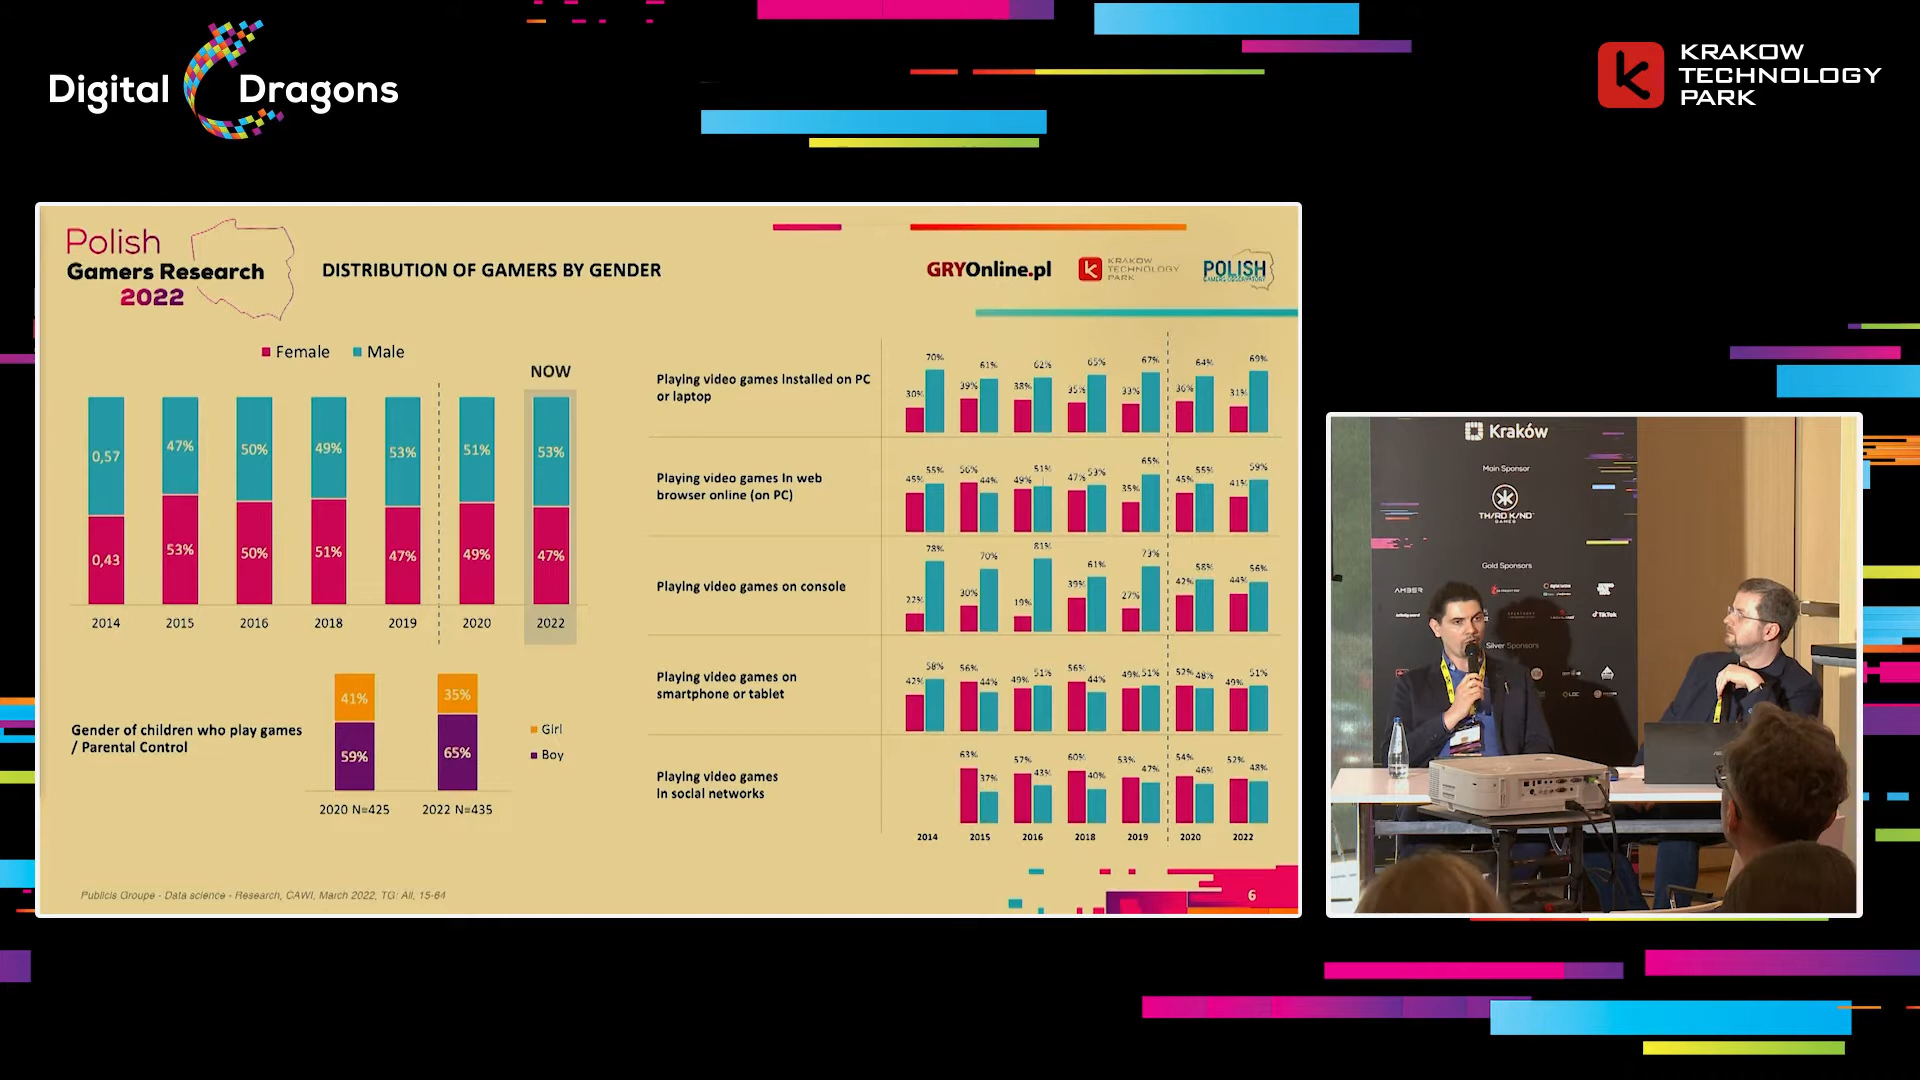 Digital Dragons
KRAKOW
TECHNOLOGY
PARK
Polish
Gamers Research
2022
DISTRIBUTION OF GAMERS BY GENDER
GRYOnline.pl
KRAKOW
TECHNOLOGY
PARK
POLISH
Female
Male
NOW
0,57
47%
50%
49%
53%
51%
53%
0,43
53%
50%
51%
47%
49%
47%
2014
2015
2016
2018
2019
2020
2022
Gender of children who play games
/ Parental Control
41%
35%
59%
65%
Girl
Boy
2020 N=425
2022 N=435
Playing video games Installed on PC
or laptop
30%
70%
39%
61%
38%
62%
35%
65%
33%
67%
36%
64%
31%
69%
Playing video games In web
browser online (on PC)
45%
55%
56%
44%
49%
51%
47%
53%
35%
65%
45%
55%
41%
59%
Playing video games on console
22%
78%
30%
70%
19%
81%
39%
61%
27%
73%
42%
58%
44%
56%
Playing video games on
smartphone or tablet
42%
58%
56%
44%
49%
51%
56%
44%
49%
51%
52%
48%
49%
51%
Playing video games
In social networks
63%
37%
57%
43%
60%
40%
53%
47%
54%
46%
52%
48%
2014
2015
2016
2018
2019
2020
2022
Publicis Groupe - Data science - Research, CAWI, March 2022, TG: All, 15-64
6
Kraków
Main Sponsor
TH/RD K/ND
GAMES
Gold Sponsors
AMBER
TikTok
Silver Sponsors